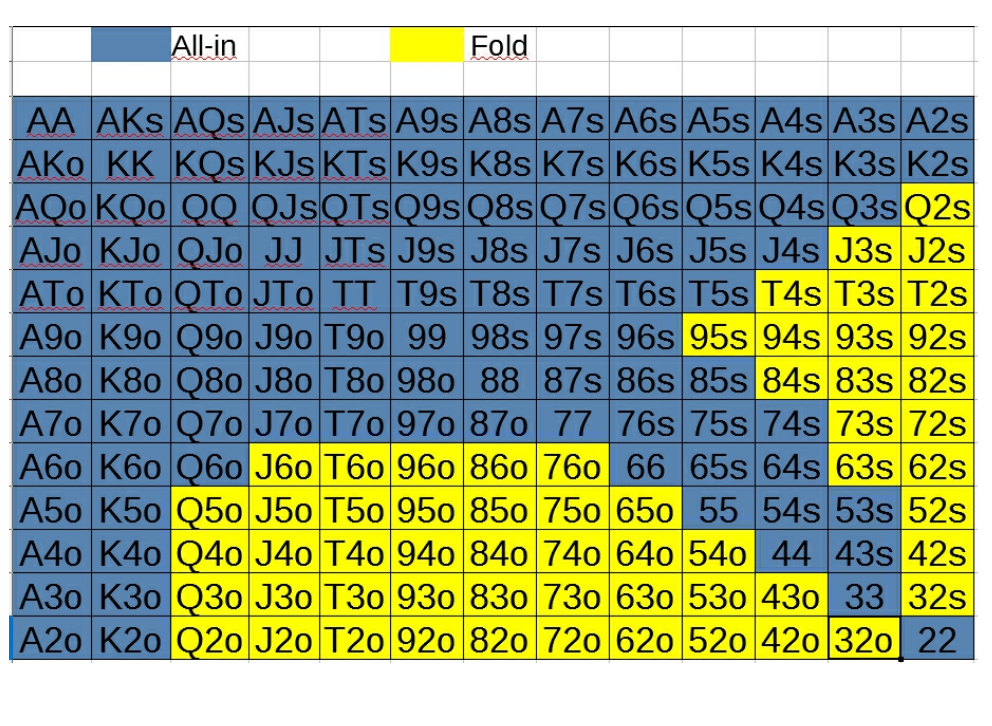 All-in Fold
AA AKs AQs AJs ATs A9s A8s A7s A6s A5s A4s A3s A2s
AKo KK KQs KJs KTs K9s K8s K7s K6s K5s K4s K3s K2s
AQo KQo QQ QJs QTs Q9s Q8s Q7s Q6s Q5s Q4s Q3s Q2s
AJo KJo QJo JJ JTs J9s J8s J7s J6s J5s J4s J3s J2s
ATo KTo QTo JTo TT T9s T8s T7s T6s T5s T4s T3s T2s
A9o K9o Q9o J9o T9o 99 98s 97s 96s 95s 94s 93s 92s
A8o K8o Q8o J8o T8o 98o 88 87s 86s 85s 84s 83s 82s
A7o K7o Q7o J7o T7o 97o 87o 77 76s 75s 74s 73s 72s
A6o K6o Q6o J6o T6o 96o 86o 76o 66 65s 64s 63s 62s
A5o K5o Q5o J5o T5o 95o 85o 75o 65o 55 54s 53s 52s
A4o K4o Q4o J4o T4o 94o 84o 74o 64o 54o 44 43s 42s
A3o K3o Q3o J3o T3o 93o 83o 73o 63o 53o 43o 33 32s
A2o K2o Q2o J2o T2o 92o 82o 72o 62o 52o 42o 32o 22